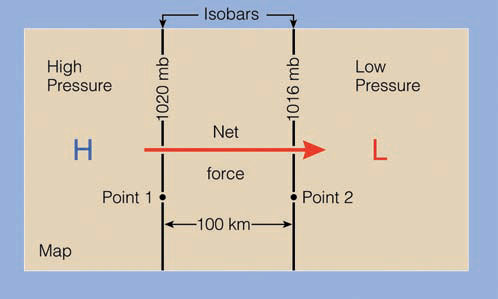 Isobars
High
Pressure
1020 mb
1016 mb
Low
Pressure
H
Net
force
L
Point 1
Point 2
100 km
Map